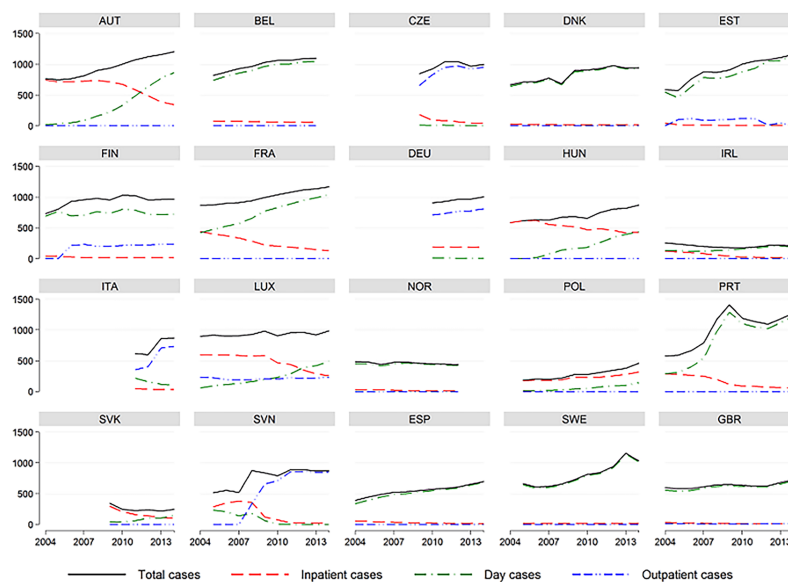 AUT BEL CZE DNK EST
1500
1000
500
0
FIN FRA DEU HUN IRL
1500
1000
500
0
ITA LUX NOR POL PRT
1500
1000
500
0
SVK SVN ESP SWE GBR
1500
1000
500
0
2004 2007 2010 2013 2004 2007 2010 2013 2004 2007 2010 2013 2004 2007 2010 2013 2004 2007 2010 2013
Total cases Inpatient cases Day cases Outpatient cases